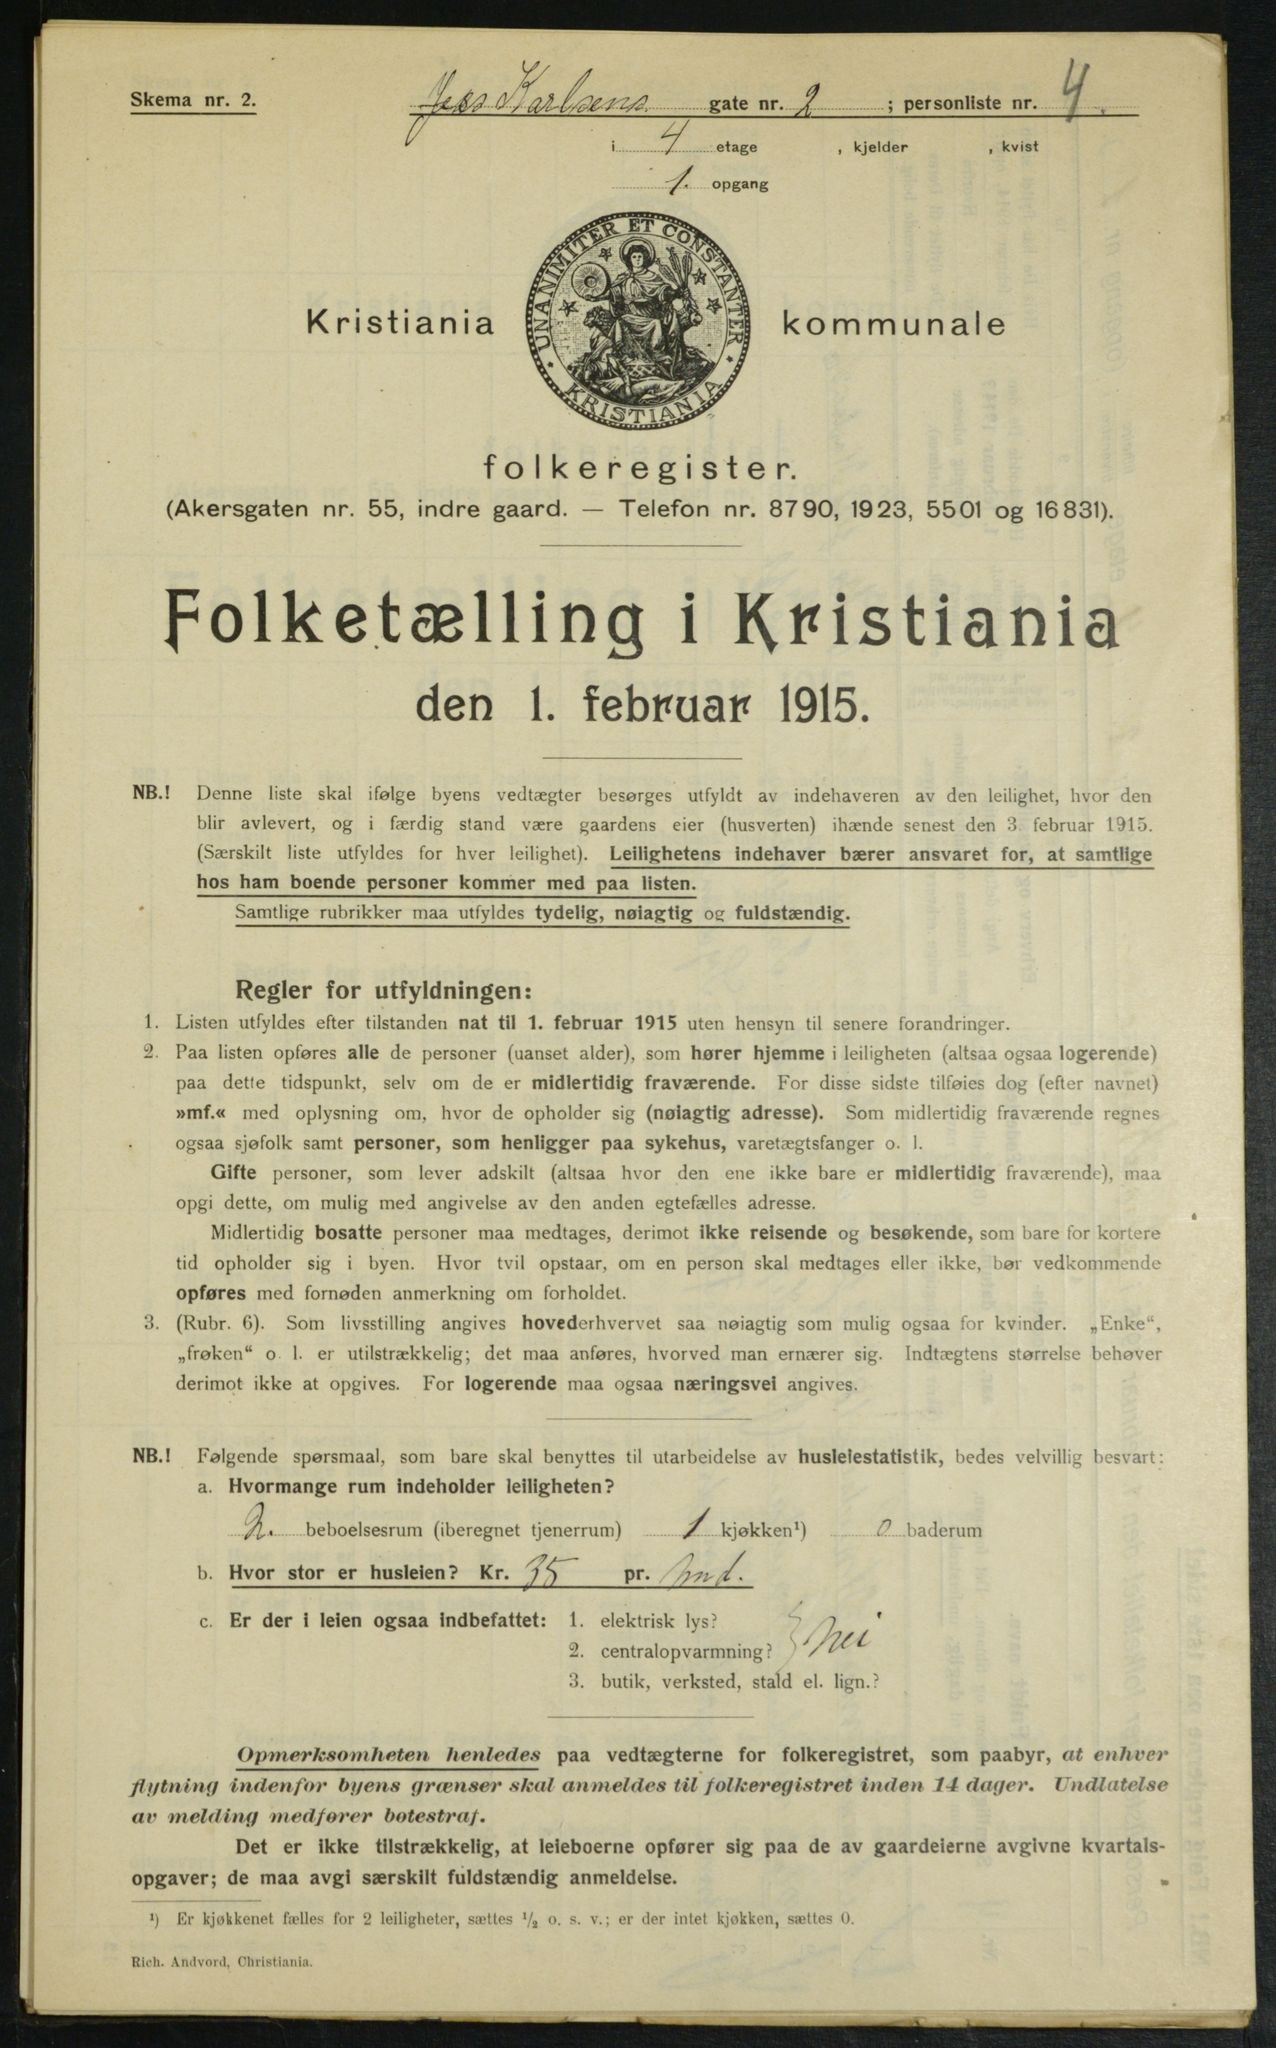 Skema nr. 2. Jess Karlsens gate nr. 2 ; personliste nr. 4.
i 4 etage , kjelder , kvist
1. opgang
UNANIMITER ET CONSTANTER
KRISTIANIA
Kristiania kommunale
folkeregister.
(Akersgaten nr. 55, indre gaard. — Telefon nr. 8790, 1923, 5501 og 16831).
Folketælling i Kristiania
den 1. februar 1915.
NB.! Denne liste skal ifølge byens vedtægter besørges utfyldt av indehaveren av den leilighet, hvor den
blir avlevert, og i færdig stand være gaardens eier (husverten) ihænde senest den 3. februar 1915.
(Særskilt liste utfyldes for hver leilighet). Leilighetens indehaver bærer ansvaret for, at samtlige
hos ham boende personer kommer med paa listen.
Samtlige rubrikker maa utfyldes tydelig, nøiagtig og fuldstændig.
Regler for utfyldningen:
1. Listen utfyldes efter tilstanden nat til 1. februar 1915 uten hensyn til senere forandringer.
2. Paa listen opføres alle de personer (uanset alder), som hører hjemme i leiligheten (altsaa ogsaa logerende)
paa dette tidspunkt, selv om de er midlertidig fraværende. For disse sidste tilføies dog (efter navnet)
»mf.« med oplysning om, hvor de opholder sig (nøiagtig adresse). Som midlertidig fraværende regnes
ogsaa sjøfolk samt personer, som henligger paa sykehus, varetægtsfanger o. l.
Gifte personer, som lever adskilt (altsaa hvor den ene ikke bare er midlertidig fraværende), maa
opgi dette, om mulig med angivelse av den anden egtefælles adresse.
Midlertidig bosatte personer maa medtages, derimot ikke reisende og besøkende, som bare for kortere
tid opholder sig i byen. Hvor tvil opstaar, om en person skal medtages eller ikke, bør vedkommende
opføres med fornøden anmerkning om forholdet.
3. (Rubr. 6). Som livsstilling angives hovederhvervet saa nøiagtig som mulig ogsaa for kvinder. „Enke“,
„frøken“ o. l. er utilstrækkelig; det maa anføres, hvorved man ernærer sig. Indtægtens størrelse behøver
derimot ikke at opgives. For logerende maa ogsaa næringsvei angives.
NB.! Følgende spørsmaal, som bare skal benyttes til utarbeidelse av husleiestatistik, bedes velvillig besvart:
a. Hvormange rum indeholder leiligheten?
2. beboelsesrum (iberegnet tjenerrum) 1 kjøkken¹) 0 baderum
b. Hvor stor er husleien? Kr. 35 pr. md.
c. Er der i leien ogsaa indbefattet: 1. elektrisk lys?
2. centralopvarmning? nei
3. butik, verksted, stald el. lign.?
Opmerksomheten henledes paa vedtægterne for folkeregistret, som paabyr, at enhver
flytning indenfor byens grænser skal anmeldes til folkeregistret inden 14 dager. Undlatelse
av melding medfører bøtestraf.
Det er ikke tilstrækkelig, at leieboerne opfører sig paa de av gaardeierne avgivne kvartals-
opgaver; de maa avgi særskilt fuldstændig anmeldelse.
¹) Er kjøkkenet fælles for 2 leiligheter, sættes ½ o. s. v.; er der intet kjøkken, sættes 0.
Rich. Andvord, Christiania.